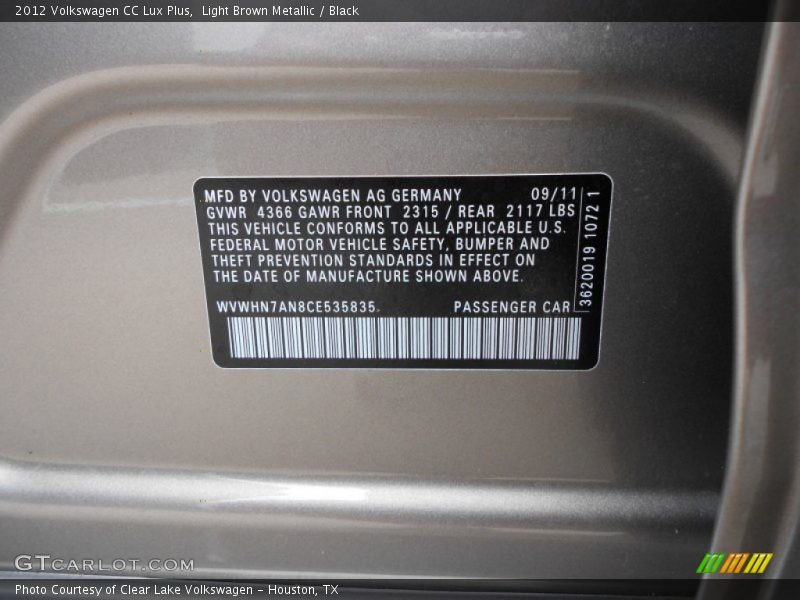 2012 Volkswagen CC Lux Plus,  Light Brown Metallic / Black
MFD BY VOLKSWAGEN AG GERMANY 09/11
GVWR 4366 GAWR FRONT 2315 / REAR 2117 LBS
THIS VEHICLE CONFORMS TO ALL APPLICABLE U.S.
FEDERAL MOTOR VEHICLE SAFETY, BUMPER AND
THEFT PREVENTION STANDARDS IN EFFECT ON
THE DATE OF MANUFACTURE SHOWN ABOVE.
WVWHN7AN8CE535835 PASSENGER CAR
3620019 1072 1
GTCARLOT.COM
Photo Courtesy of Clear Lake Volkswagen – Houston, TX